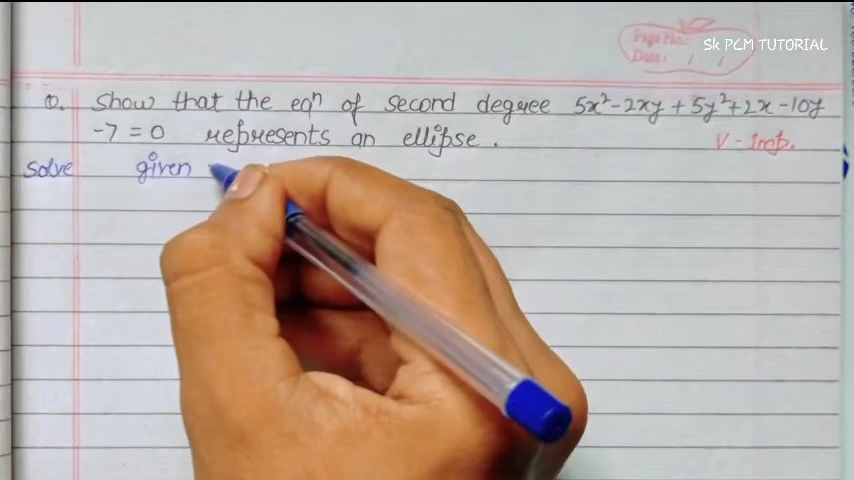 Page No.:
Date: / /
Sk PCM TUTORIAL
Q. Show that the eqⁿ of second degree 5x²-2xy+5y²+2x-10y
-7=0 represents an ellipse.
V-Imp.
Solve given